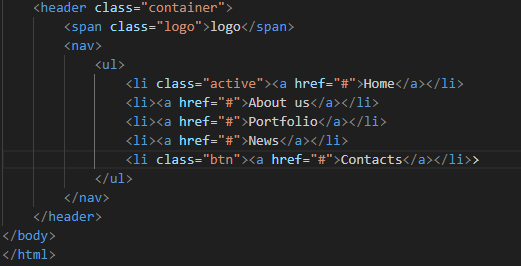 <header class="container">
<span class="logo">logo</span>
<nav>
<ul>
<li class="active"><a href="#">Home</a></li>
<li><a href="#">About us</a></li>
<li><a href="#">Portfolio</a></li>
<li><a href="#">News</a></li>
<li class="btn"><a href="#">Contacts</a></li>>
</ul>
</nav>
</header>
</body>
</html>